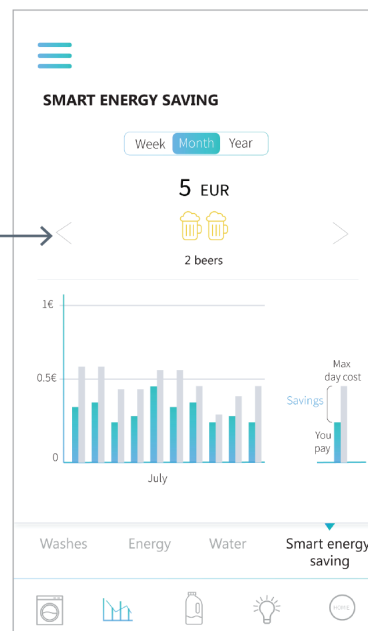 SMART ENERGY SAVING
Week Month Year
5 EUR
2 beers
1€
0.5€
0
July
Max
day cost
Savings
You
pay
Washes Energy Water Smart energy
saving
HOME